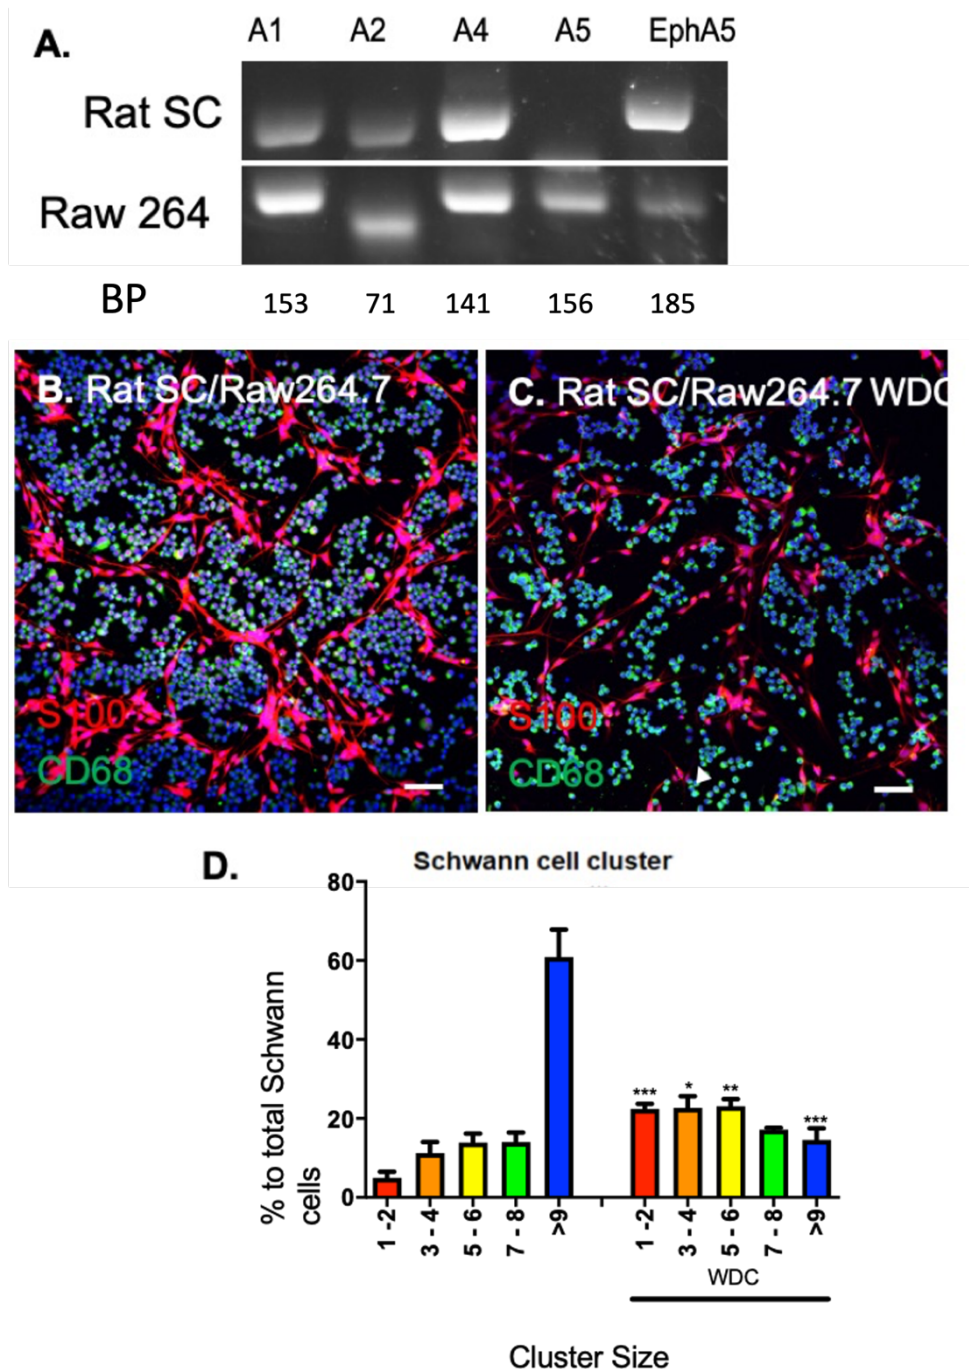 A.
A1 A2 A4 A5 EphA5
Rat SC
Raw 264
BP 153 71 141 156 185
B. Rat SC/Raw264.7
S100
CD68
C. Rat SC/Raw264.7 WDC
S100
CD68
D.
Schwann cell cluster
% to total Schwann
cells
80
60
40
20
0
*** * ** ***
1 -2 3 - 4 5 - 6 7 - 8 >9 1 -2 3 - 4 5 - 6 7 - 8 >9
WDC
Cluster Size